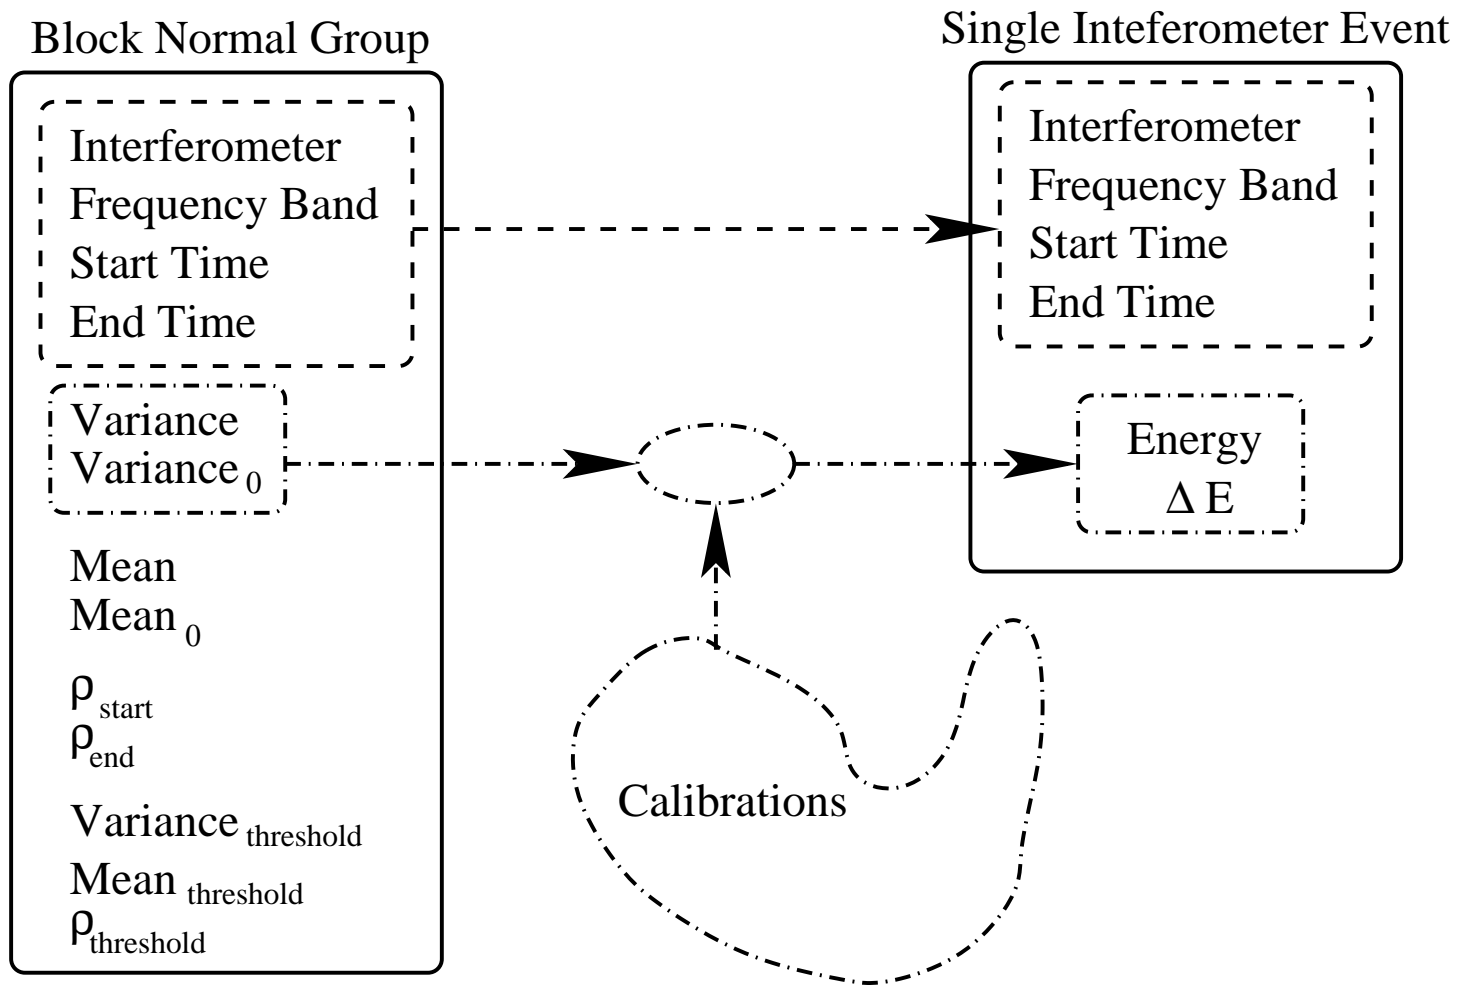 Block Normal Group
Interferometer
Frequency Band
Start Time
End Time
Variance
Variance 0
Mean
Mean 0
ρ start
ρ end
Variance threshold
Mean threshold
ρ threshold
Calibrations
Single Inteferometer Event
Interferometer
Frequency Band
Start Time
End Time
Energy
Δ E